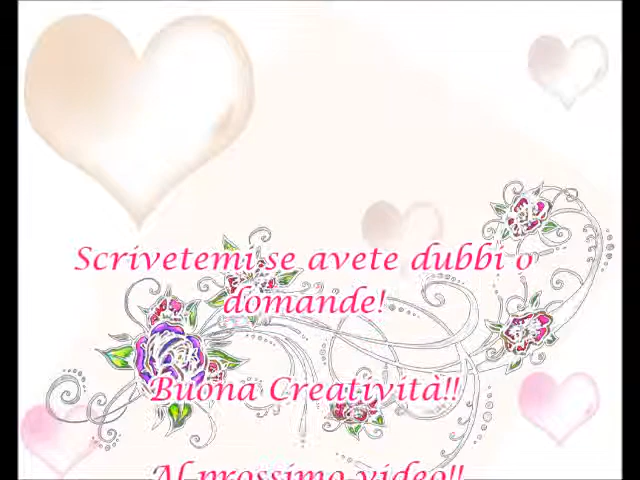 Scrivetemi se avete dubbi o
domande!
Buona Creatività!!
Al prossimo video!!